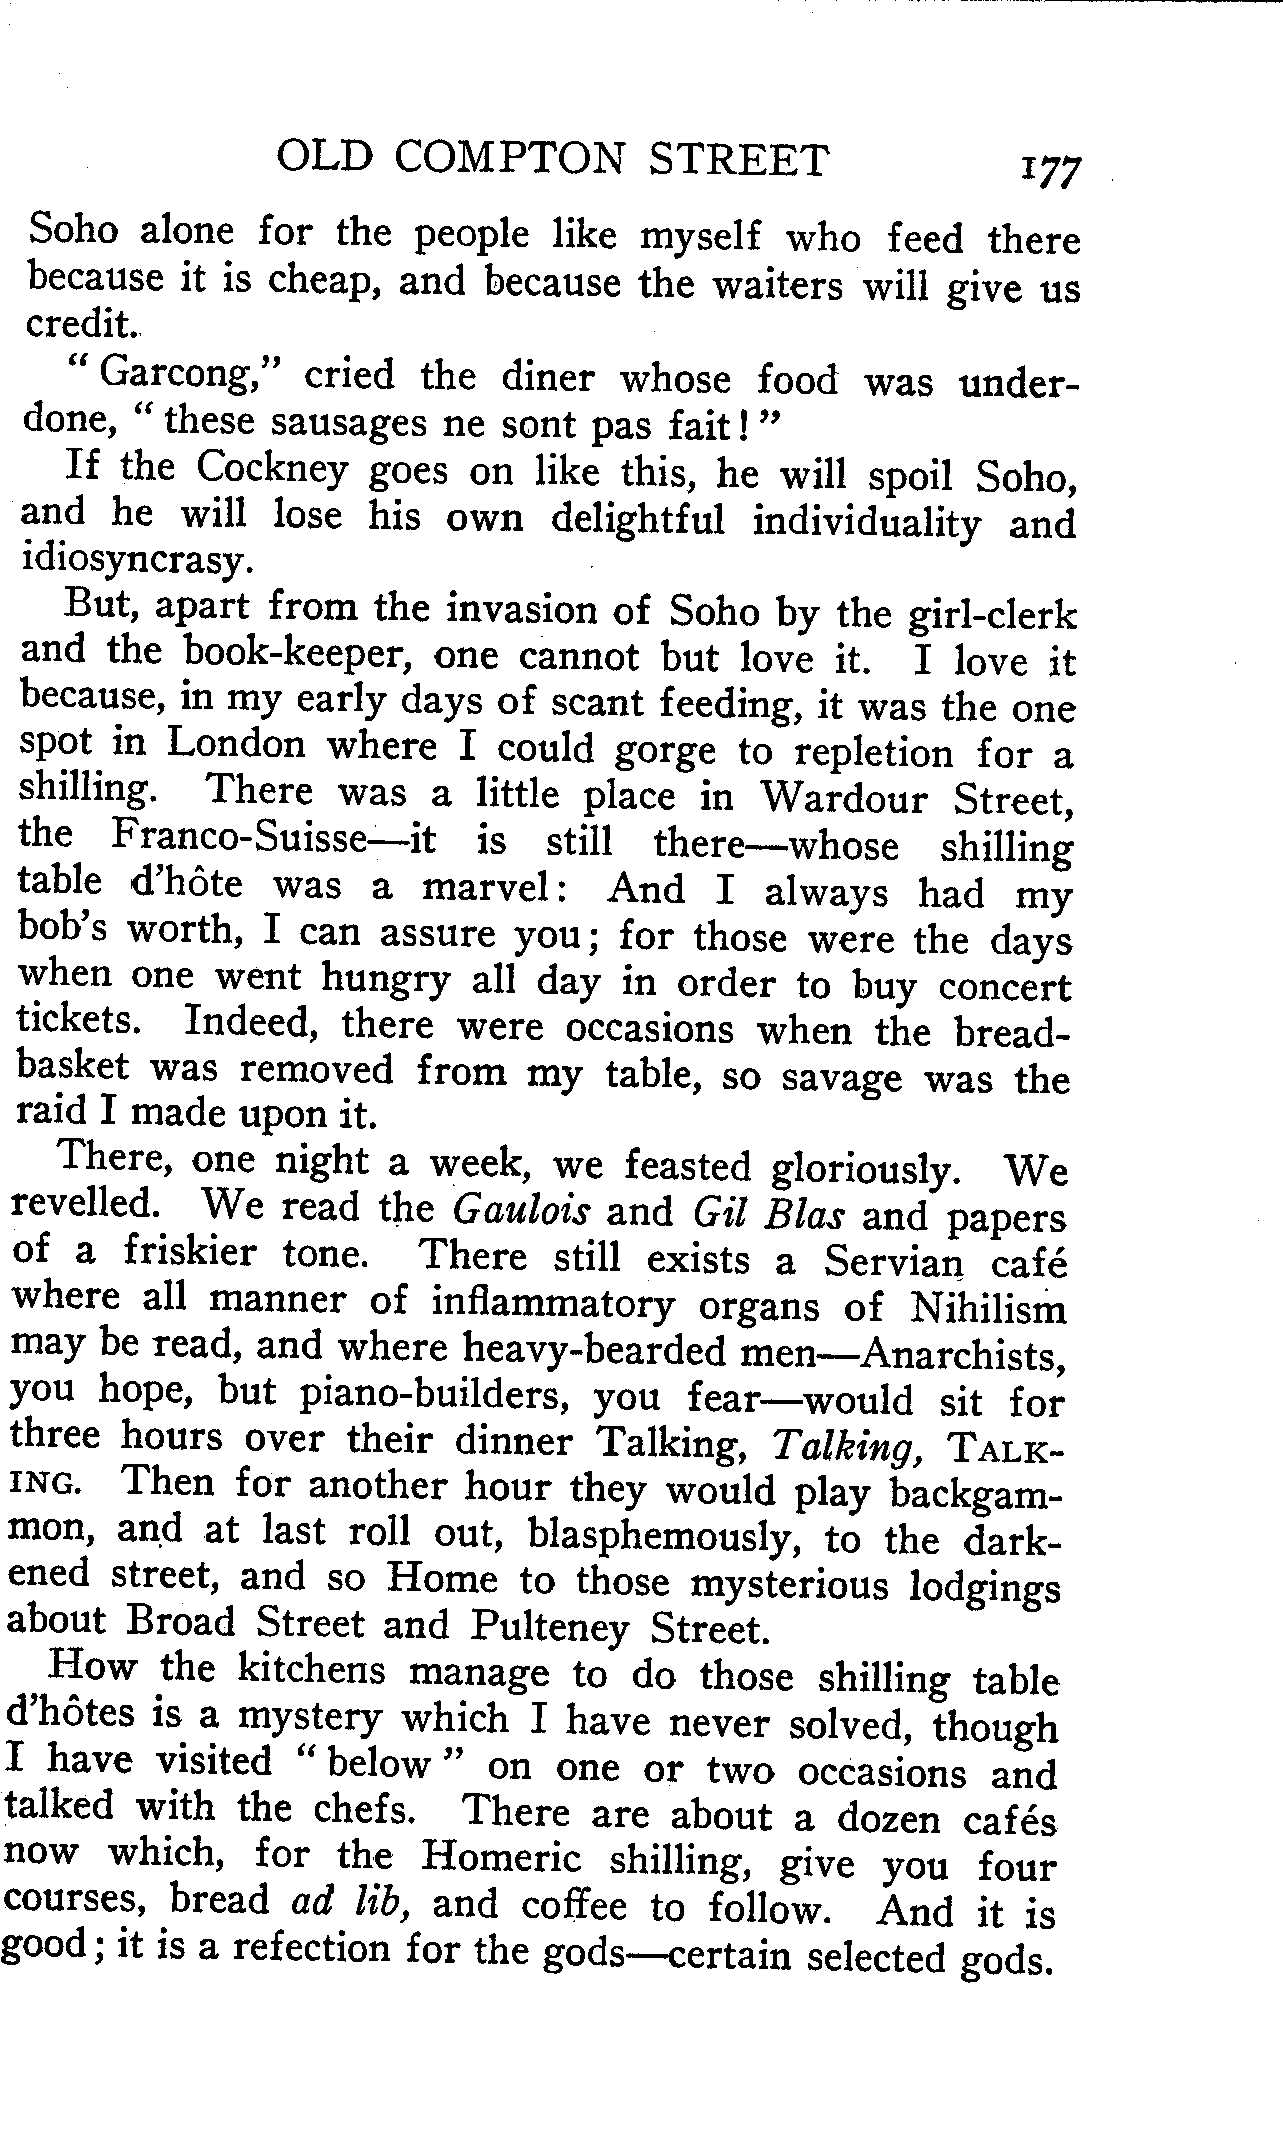 OLD COMPTON STREET 177
Soho alone for the people like myself who feed there
because it is cheap, and because the waiters will give us
credit.
“ Garcong,” cried the diner whose food was under-
done, “ these sausages ne sont pas fait ! ”
If the Cockney goes on like this, he will spoil Soho,
and he will lose his own delightful individuality and
idiosyncrasy.
But, apart from the invasion of Soho by the girl-clerk
and the book-keeper, one cannot but love it. I love it
because, in my early days of scant feeding, it was the one
spot in London where I could gorge to repletion for a
shilling. There was a little place in Wardour Street,
the Franco-Suisse—it is still there—whose shilling
table d’hôte was a marvel : And I always had my
bob’s worth, I can assure you ; for those were the days
when one went hungry all day in order to buy concert
tickets. Indeed, there were occasions when the bread-
basket was removed from my table, so savage was the
raid I made upon it.
There, one night a week, we feasted gloriously. We
revelled. We read the Gaulois and Gil Blas and papers
of a friskier tone. There still exists a Servian café
where all manner of inflammatory organs of Nihilism
may be read, and where heavy-bearded men—Anarchists,
you hope, but piano-builders, you fear—would sit for
three hours over their dinner Talking, Talking, TALK-
ING. Then for another hour they would play backgam-
mon, and at last roll out, blasphemously, to the dark-
ened street, and so Home to those mysterious lodgings
about Broad Street and Pulteney Street.
How the kitchens manage to do those shilling table
d’hôtes is a mystery which I have never solved, though
I have visited “ below ” on one or two occasions and
talked with the chefs. There are about a dozen cafés
now which, for the Homeric shilling, give you four
courses, bread ad lib, and coffee to follow. And it is
good ; it is a refection for the gods—certain selected gods.